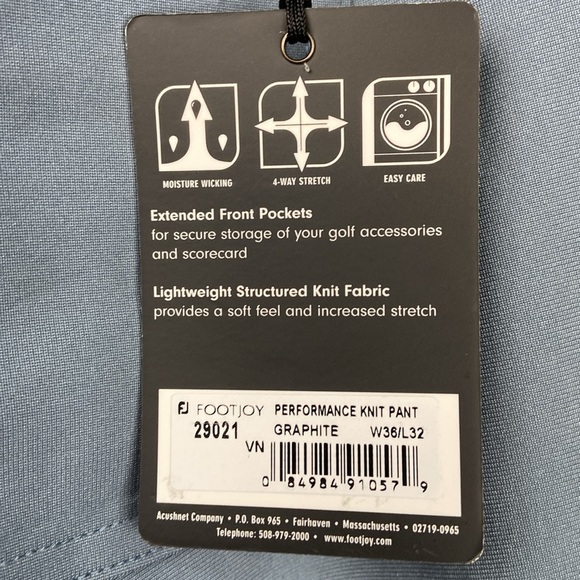 MOISTURE WICKING
4-WAY STRETCH
EASY CARE
Extended Front Pockets
for secure storage of your golf accessories
and scorecard
Lightweight Structured Knit Fabric
provides a soft feel and increased stretch
FJ FOOTJOY PERFORMANCE KNIT PANT
29021 GRAPHITE W36/L32
VN
0 84984 91057 9
Acushnet Company • P.O. Box 965 • Fairhaven • Massachusetts • 02719-0965
Telephone: 508-979-2000 • www.footjoy.com